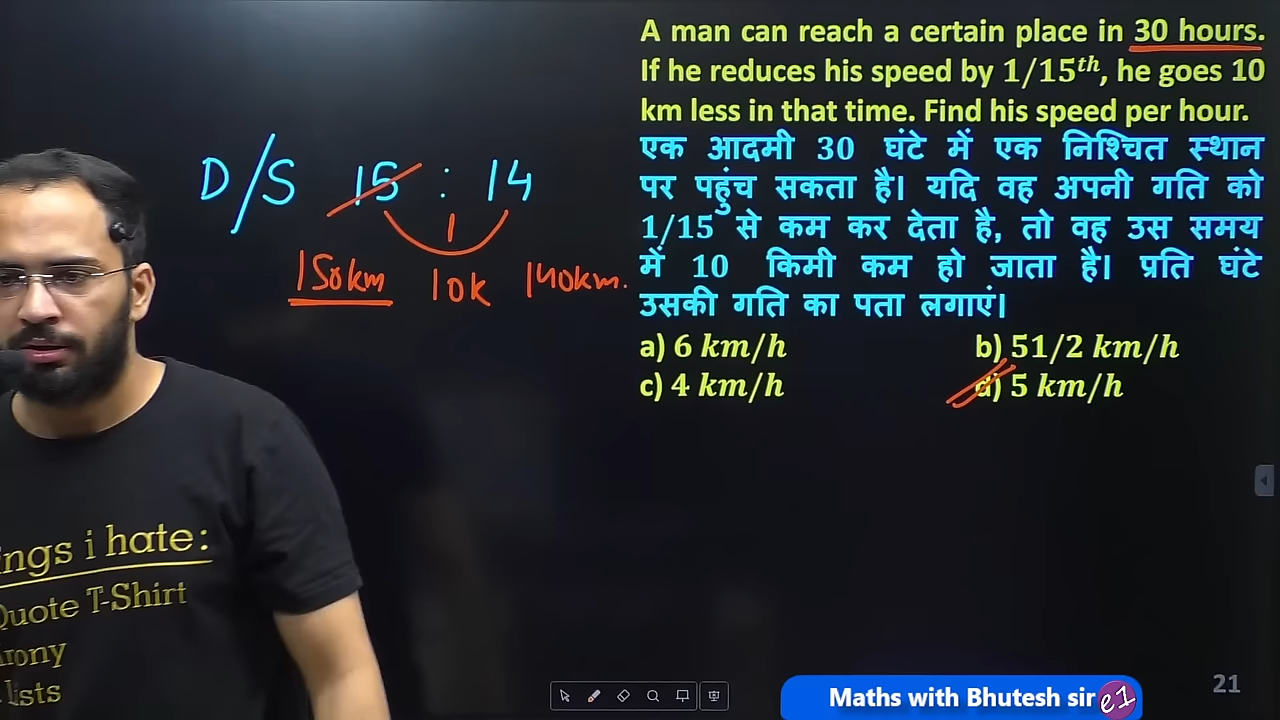 A man can reach a certain place in 30 hours.
If he reduces his speed by 1/15th, he goes 10
km less in that time. Find his speed per hour.
एक आदमी 30 घंटे में एक निश्चित स्थान
पर पहुंच सकता है। यदि वह अपनी गति को
1/15 से कम कर देता है, तो वह उस समय
में 10 किमी कम हो जाता है। प्रति घंटे
उसकी गति का पता लगाएं।
a) 6 km/h b) 51/2 km/h
c) 4 km/h d) 5 km/h
D/S 15 : 14
1
150km 10k 140km.
ings i hate:
Quote T-Shirt
irony
lists
Maths with Bhutesh sir e1
21